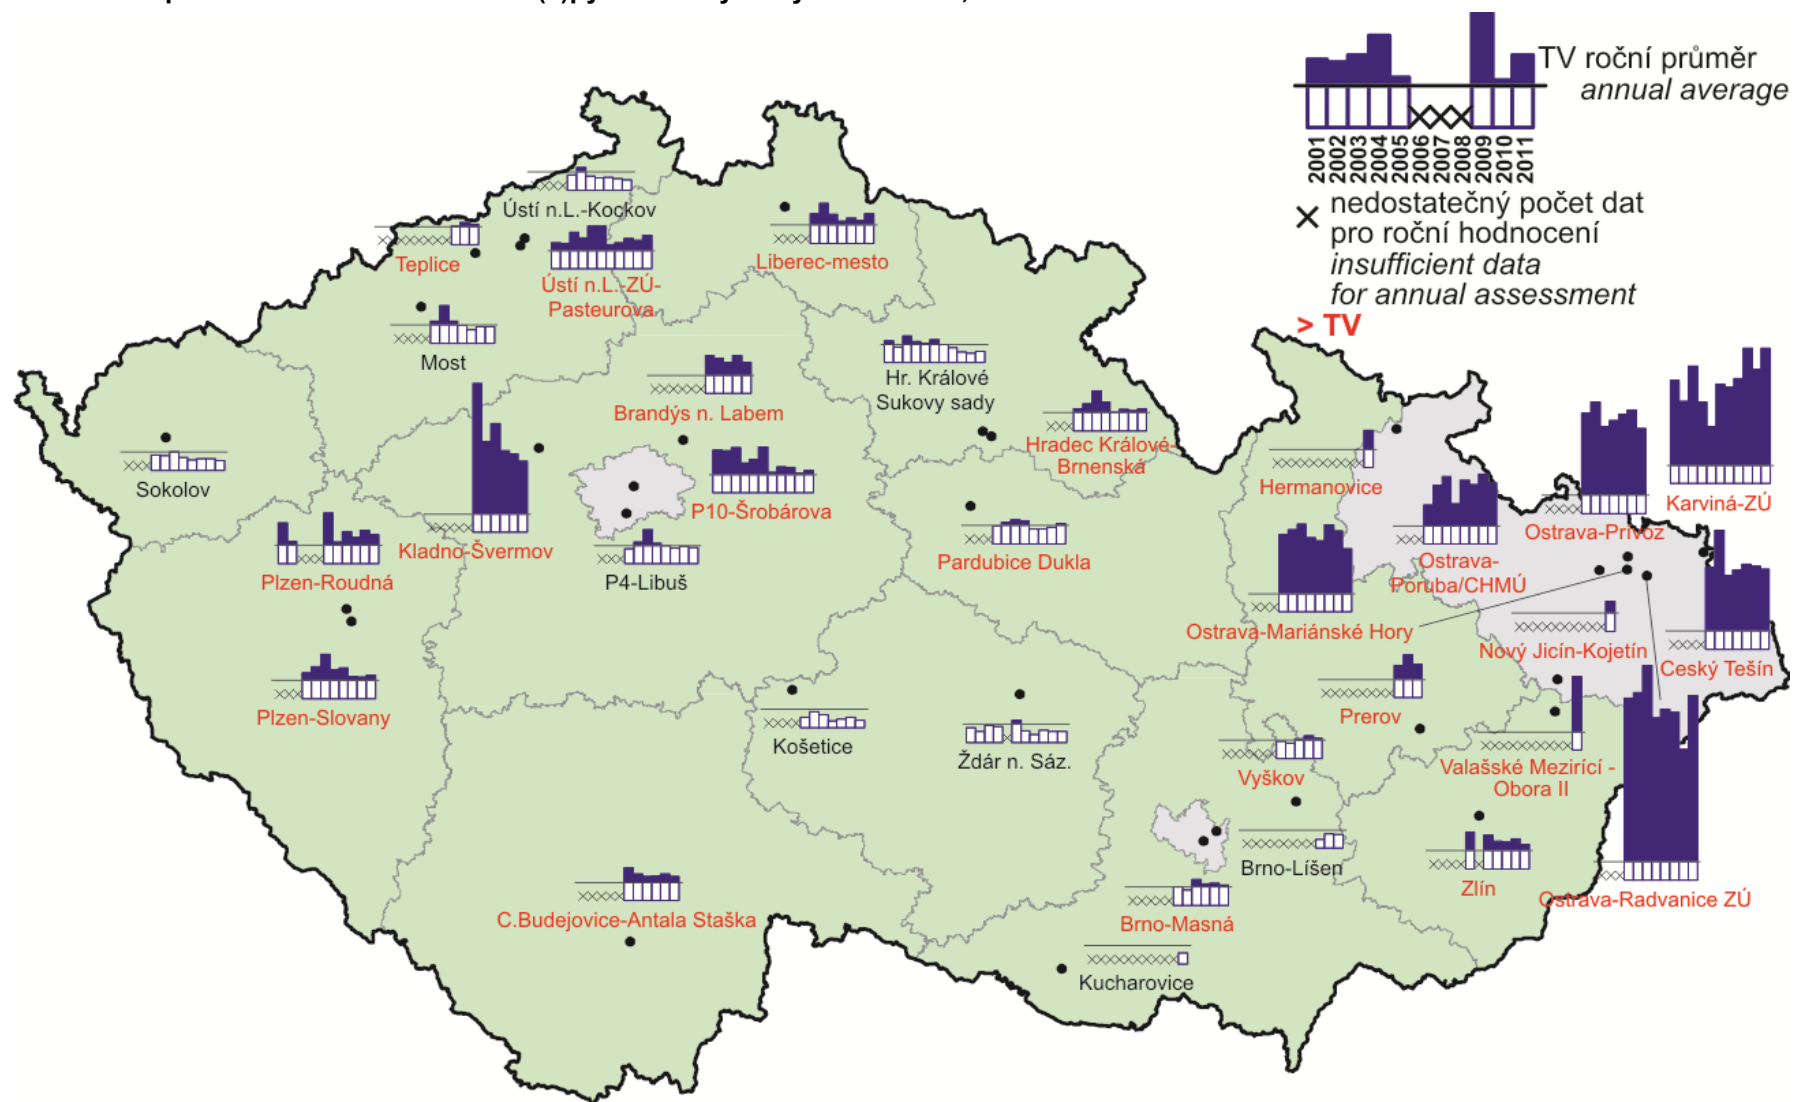 TV roční průměr
annual average
2001
2002
2003
2004
2005
2006
2007
2008
2009
2010
2011
nedostatečný počet dat
pro roční hodnocení
insufficient data
for annual assessment
> TV
Ústí n.L.-Kockov
Teplice
Ústí n.L.-ZÚ-
Pasteurova
Liberec-mesto
Most
Hr. Králové
Sukovy sady
Brandýs n. Labem
Hradec Králové-
Brnenská
Sokolov
Hermanovice
Karviná-ZÚ
P10-Šrobárova
Ostrava-Privoz
Kladno-Švermov
Plzen-Roudná
P4-Libuš
Pardubice Dukla
Ostrava-
Poruba/CHMÚ
Ostrava-Mariánské Hory
Nový Jicín-Kojetín
Ceský Tešín
Plzen-Slovany
Prerov
Košetice
Ždár n. Sáz.
Vyškov
Valašské Mezirící -
Obora II
Brno-Líšen
Zlín
Ostrava-Radvanice ZÚ
C.Budejovice-Antala Staška
Brno-Masná
Kucharovice